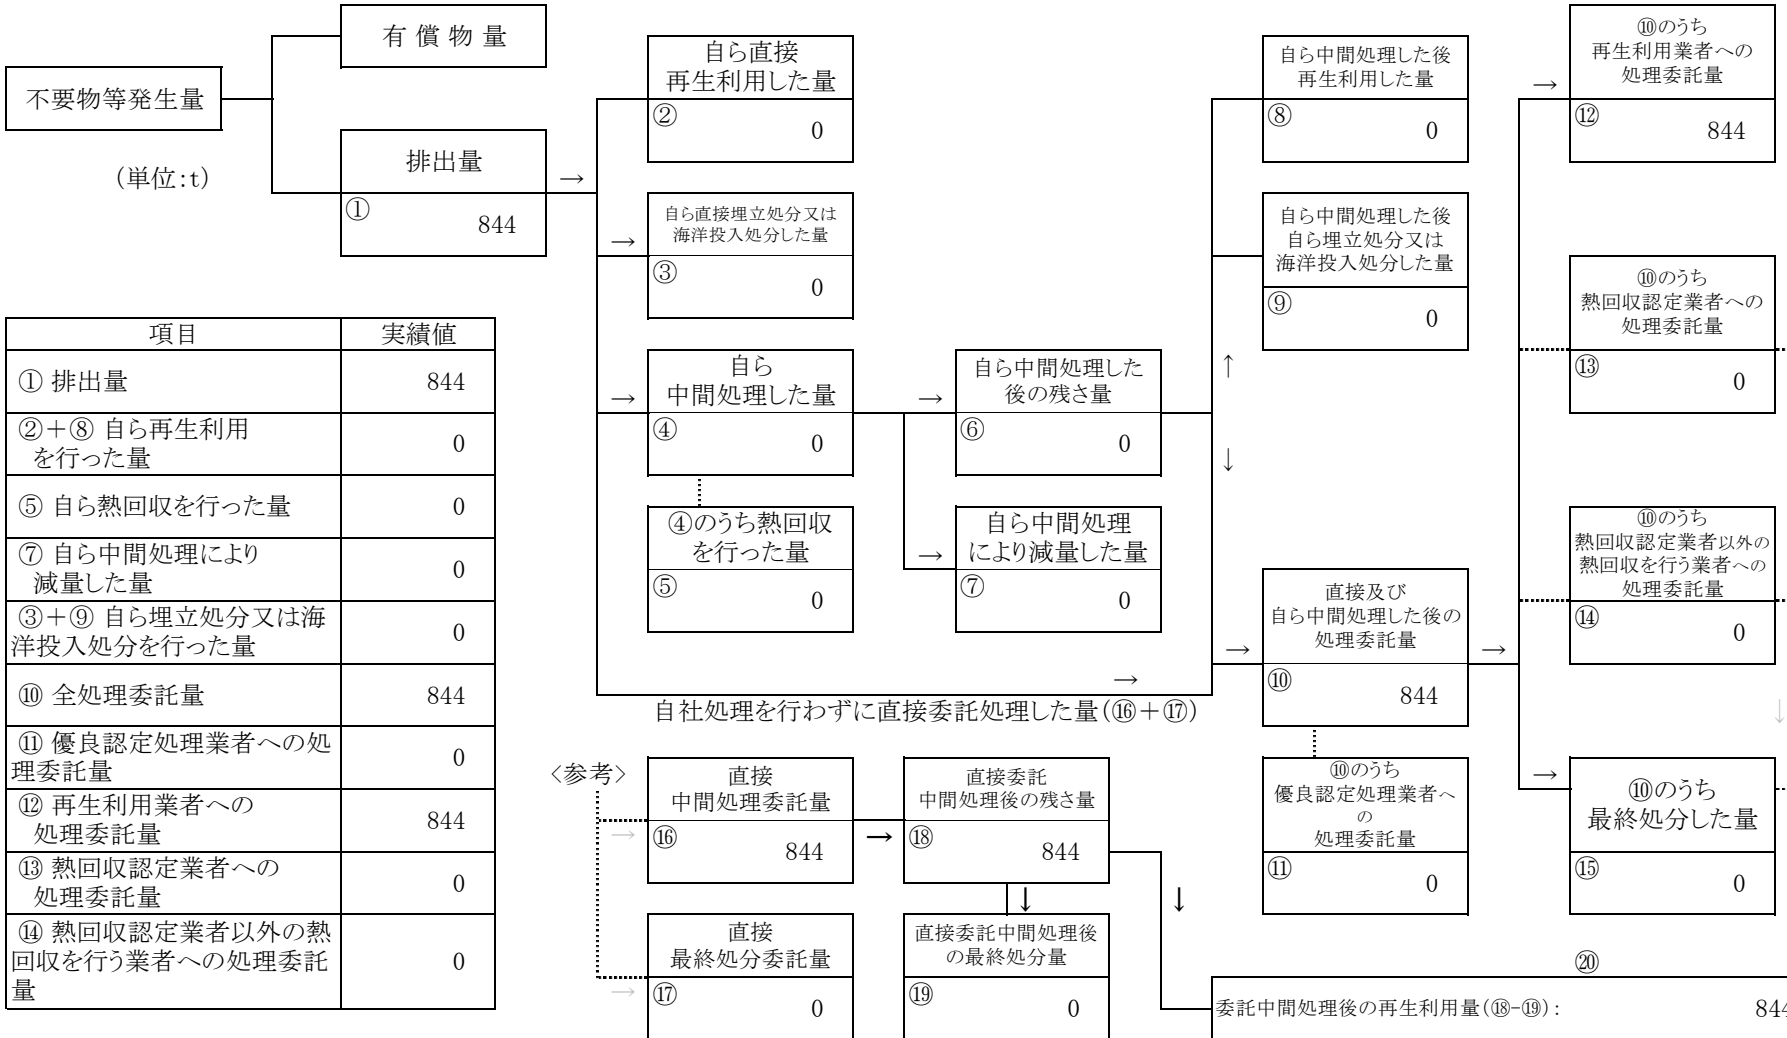 有 償 物 量
不要物等発生量
(単位:t)
排出量
①
844
→
自ら直接
再生利用した量
②
0
→
自ら直接埋立処分又は
海洋投入処分した量
③
0
→
自ら
中間処理した量
④
0
④のうち熱回収
を行った量
⑤
0
→
自ら中間処理した
後の残さ量
⑥
0
→
自ら中間処理
により減量した量
⑦
0
↑
↓
自ら中間処理した後
再生利用した量
⑧
0
自ら中間処理した後
自ら埋立処分又は
海洋投入処分した量
⑨
0
→
自社処理を行わずに直接委託処理した量(⑯+⑰)
→
直接及び
自ら中間処理した後の
処理委託量
⑩
844
→
⑩のうち
優良認定処理業者へ
の
処理委託量
⑪
0
→
⑩のうち
再生利用業者への
処理委託量
⑫
844
⑩のうち
熱回収認定業者への
処理委託量
⑬
0
⑩のうち
熱回収認定業者以外の
熱回収を行う業者への
処理委託量
⑭
0
↓
→
⑩のうち
最終処分した量
⑮
0
項目 実績値
① 排出量 844
②+⑧ 自ら再生利用
を行った量 0
⑤ 自ら熱回収を行った量 0
⑦ 自ら中間処理により
減量した量 0
③+⑨ 自ら埋立処分又は海
洋投入処分を行った量 0
⑩ 全処理委託量 844
⑪ 優良認定処理業者への処
理委託量 0
⑫ 再生利用業者への
処理委託量 844
⑬ 熱回収認定業者への
処理委託量 0
⑭ 熱回収認定業者以外の熱
回収を行う業者への処理委託
量 0
<参考>
→
直接
中間処理委託量
⑯
844
→
直接委託
中間処理後の残さ量
⑱
844
↓
↓
→
直接
最終処分委託量
⑰
0
直接委託中間処理後
の最終処分量
⑲
0
⑳
委託中間処理後の再生利用量(⑱-⑲): 844